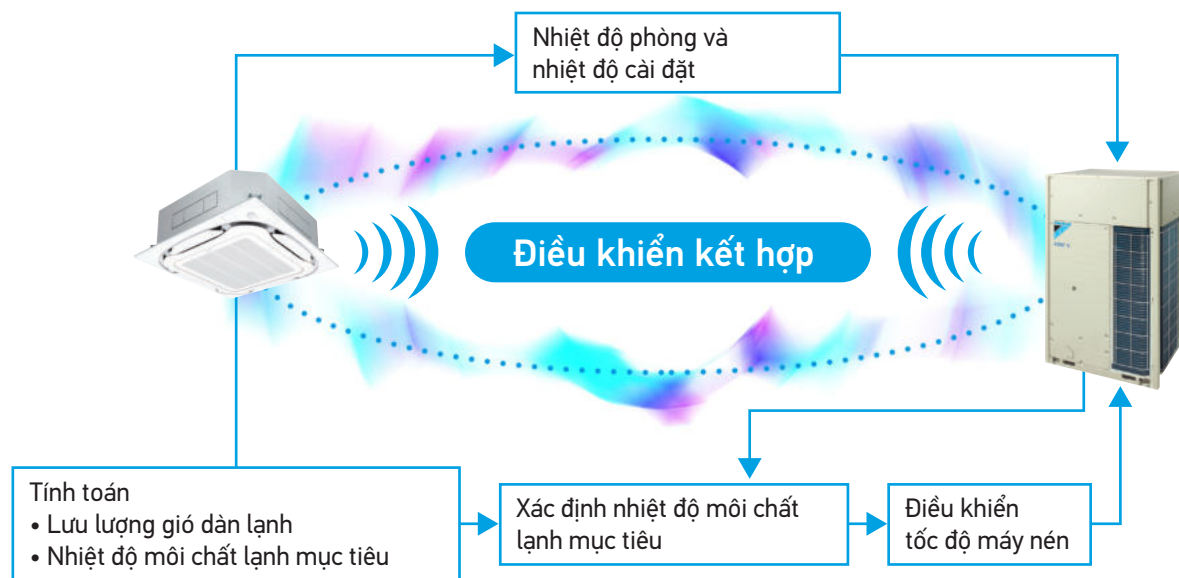 Nhiệt độ phòng và
nhiệt độ cài đặt
Điều khiển kết hợp
Tính toán
• Lưu lượng gió dàn lạnh
• Nhiệt độ môi chất lạnh mục tiêu
Xác định nhiệt độ môi chất
lạnh mục tiêu
Điều khiển
tốc độ máy nén